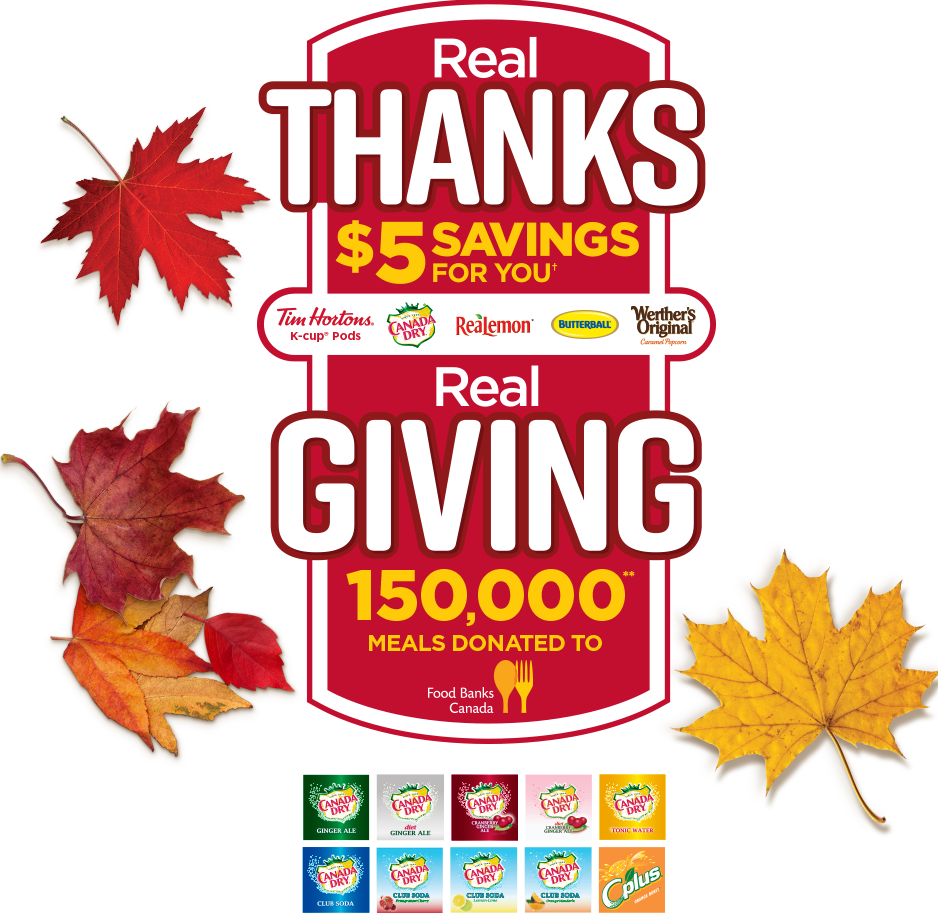 Real
THANKS
$5 SAVINGS
FOR YOU†
Tim Hortons®
K-cup® Pods
CANADA
DRY
ReaLemon®
BUTTERBALL
Werther's
Original
Caramel Popcorn
Real
GIVING
150,000**
MEALS DONATED TO
Food Banks
Canada
CANADA
DRY
GINGER ALE
CANADA
DRY
diet
GINGER ALE
CANADA
DRY
CRANBERRY
GINGER
ALE
CANADA
DRY
diet
CRANBERRY
GINGER ALE
CANADA
DRY
TONIC WATER
CANADA
DRY
CLUB SODA
CANADA
DRY
CLUB SODA
Pomegranate Cherry
CANADA
DRY
CLUB SODA
Lemon Lime
CANADA
DRY
CLUB SODA
Cplus